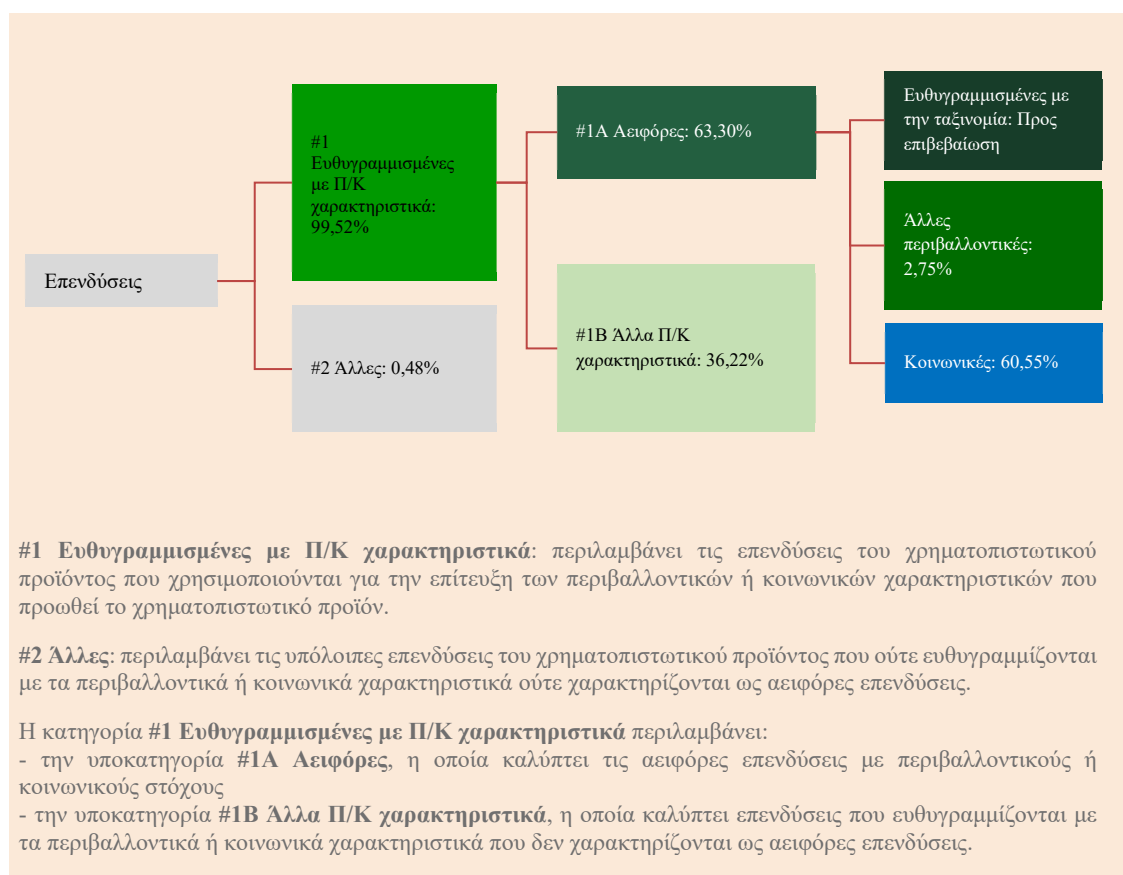 Επενδύσεις
#1
Ευθυγραμμισμένες
με Π/Κ
χαρακτηριστικά:
99,52%
#2 Άλλες: 0,48%
#1A Αειφόρες: 63,30%
#1B Άλλα Π/Κ
χαρακτηριστικά: 36,22%
Ευθυγραμμισμένες με
την ταξινομία: Προς
επιβεβαίωση
Άλλες
περιβαλλοντικές:
2,75%
Κοινωνικές: 60,55%
#1 Ευθυγραμμισμένες με Π/Κ χαρακτηριστικά: περιλαμβάνει τις επενδύσεις του χρηματοπιστωτικού
προϊόντος που χρησιμοποιούνται για την επίτευξη των περιβαλλοντικών ή κοινωνικών χαρακτηριστικών που
προωθεί το χρηματοπιστωτικό προϊόν.
#2 Άλλες: περιλαμβάνει τις υπόλοιπες επενδύσεις του χρηματοπιστωτικού προϊόντος που ούτε ευθυγραμμίζονται
με τα περιβαλλοντικά ή κοινωνικά χαρακτηριστικά ούτε χαρακτηρίζονται ως αειφόρες επενδύσεις.
Η κατηγορία #1 Ευθυγραμμισμένες με Π/Κ χαρακτηριστικά περιλαμβάνει:
- την υποκατηγορία #1A Αειφόρες, η οποία καλύπτει τις αειφόρες επενδύσεις με περιβαλλοντικούς ή
κοινωνικούς στόχους
- την υποκατηγορία #1B Άλλα Π/Κ χαρακτηριστικά, η οποία καλύπτει επενδύσεις που ευθυγραμμίζονται με
τα περιβαλλοντικά ή κοινωνικά χαρακτηριστικά που δεν χαρακτηρίζονται ως αειφόρες επενδύσεις.